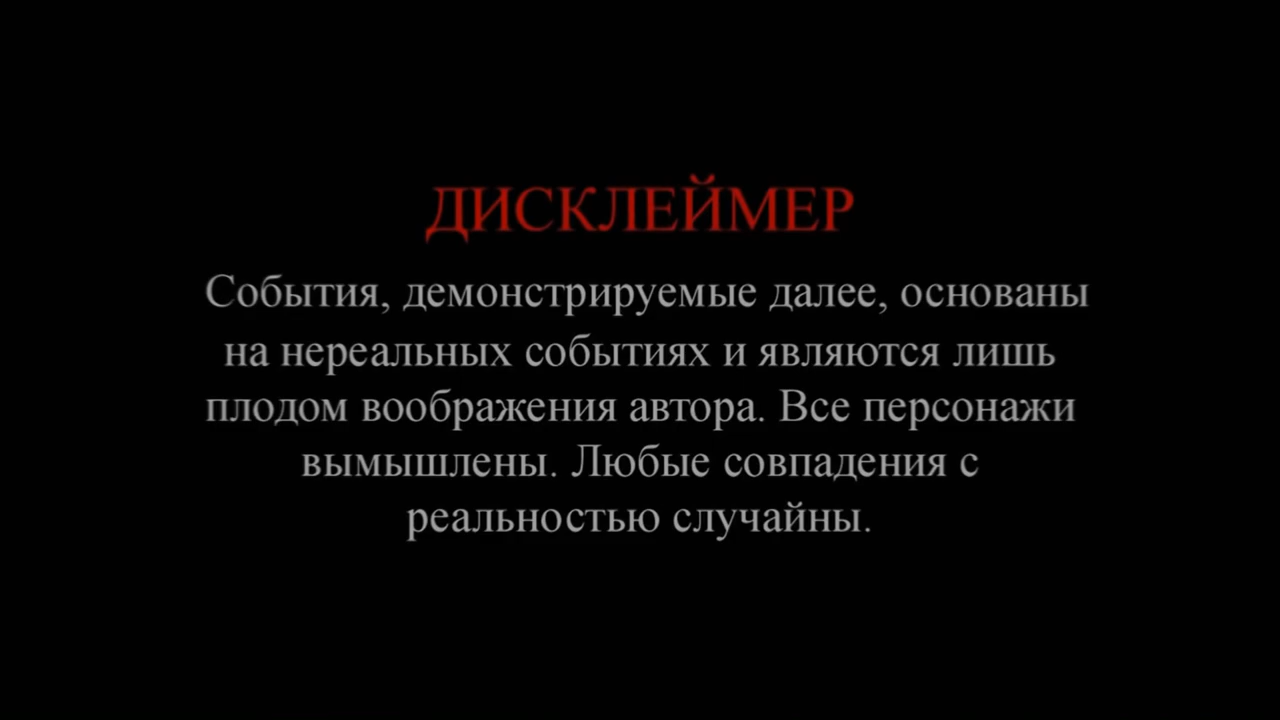 ДИСКЛЕЙМЕР
События, демонстрируемые далее, основаны
на нереальных событиях и являются лишь
плодом воображения автора. Все персонажи
вымышлены. Любые совпадения с
реальностью случайны.